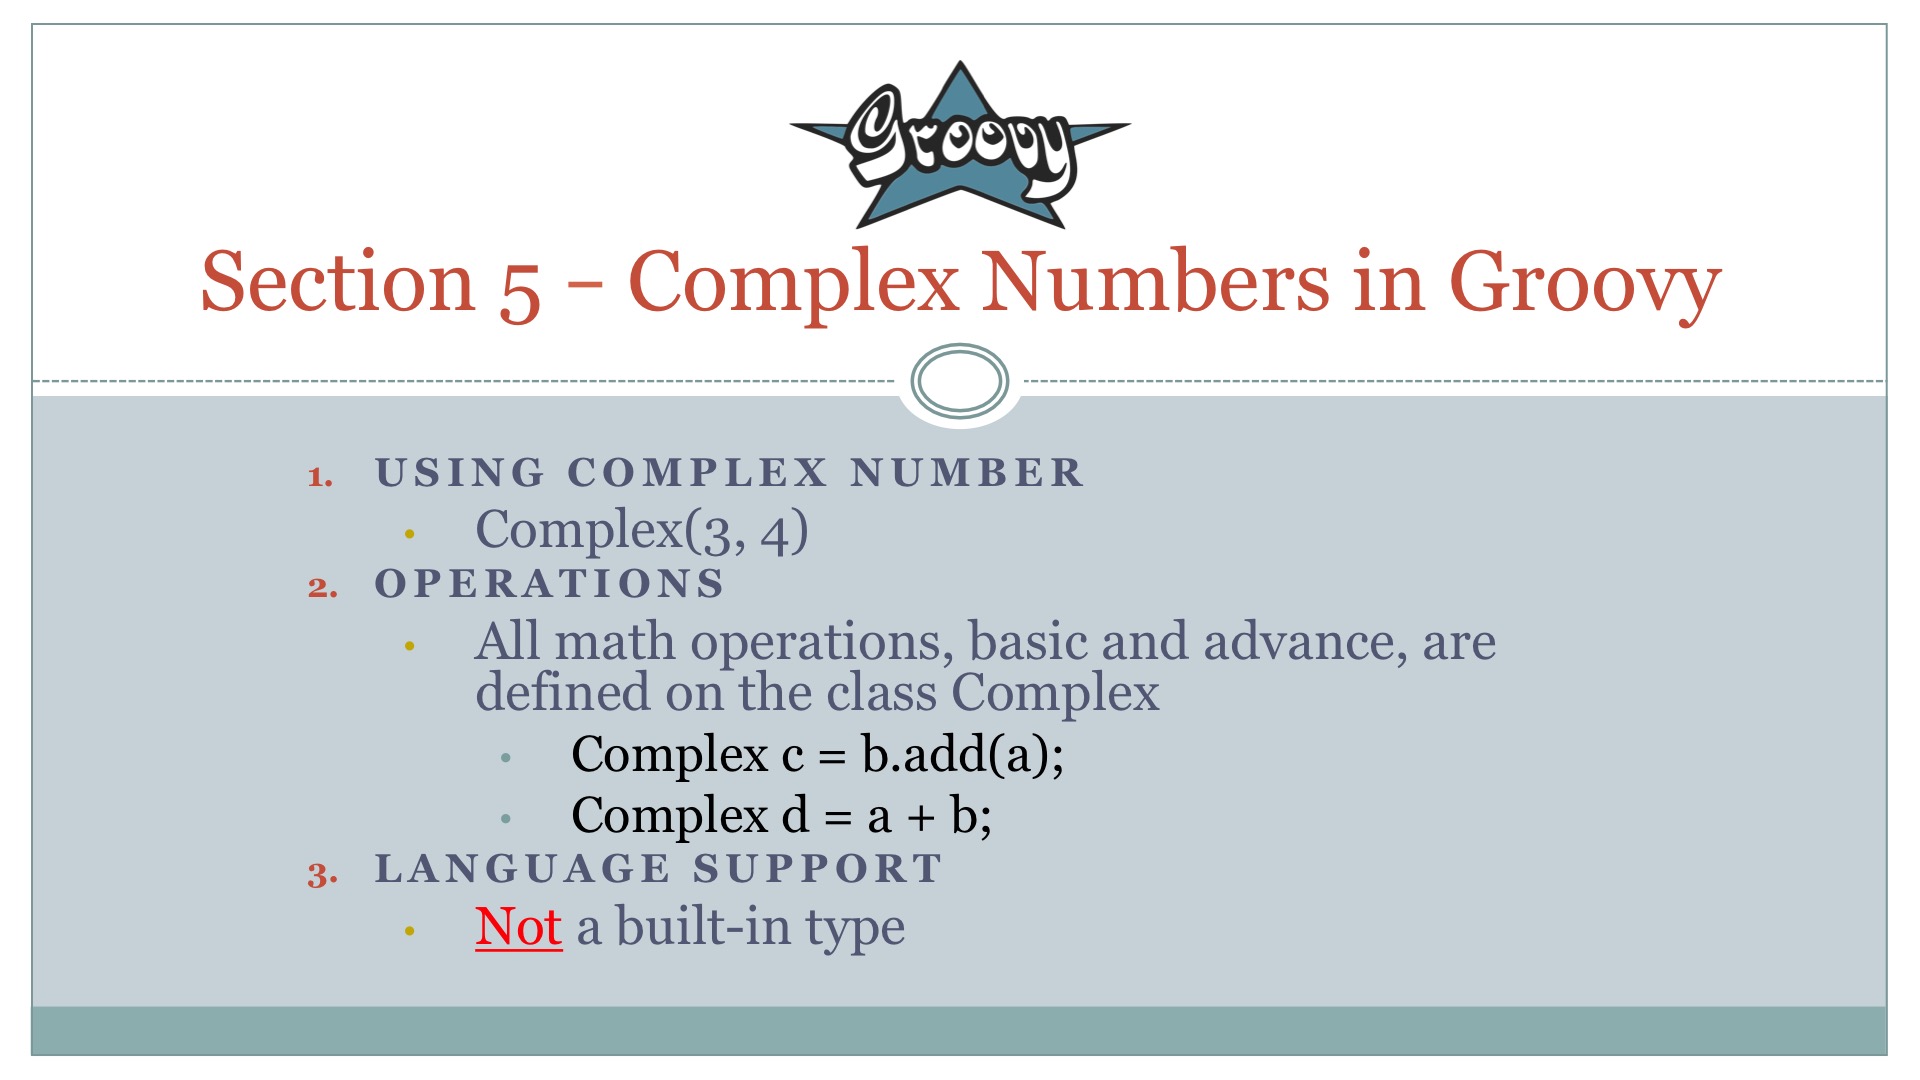 Groovy
Section 5 – Complex Numbers in Groovy
1. USING COMPLEX NUMBER
• Complex(3, 4)
2. OPERATIONS
• All math operations, basic and advance, are
defined on the class Complex
• Complex c = b.add(a);
• Complex d = a + b;
3. LANGUAGE SUPPORT
• Not a built-in type